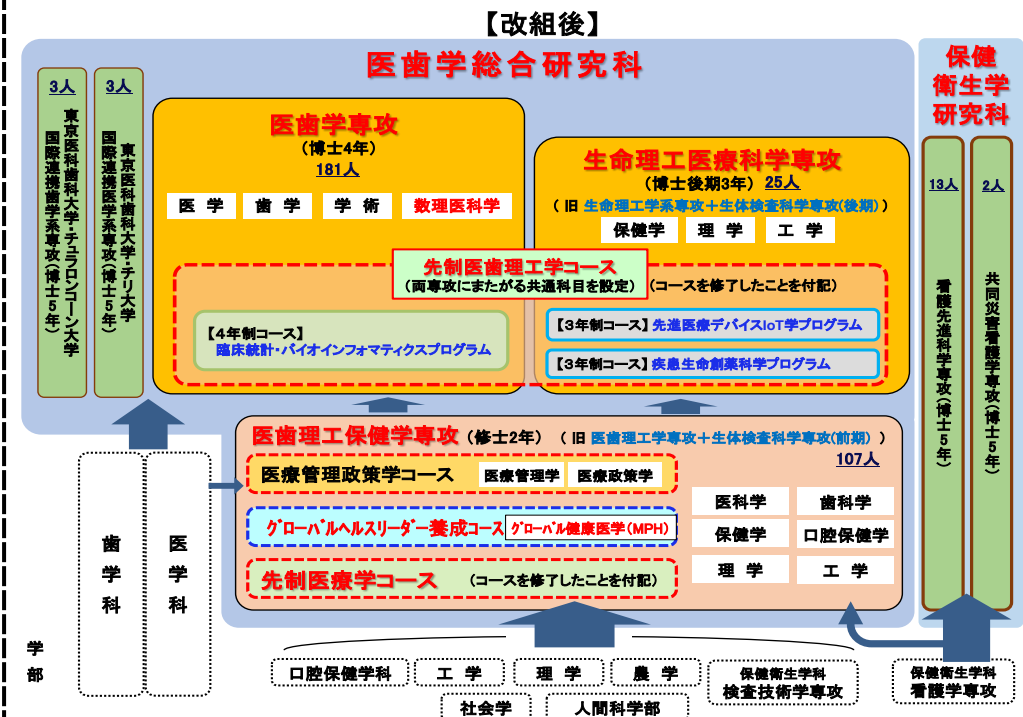 【改組後】
医歯学総合研究科
保健
衛生学
研究科
3人
東京医科歯科大学・チュラロンコーン大学
国際連携歯学系専攻(博士5年)
3人
東京医科歯科大学・チリ大学
国際連携医学系専攻(博士5年)
医歯学専攻
(博士4年)
181人
医 学
歯 学
学 術
数理医科学
生命理工医療科学専攻
(博士後期3年) 25人
( 旧 生命理工学系専攻+生体検査科学専攻(後期) )
保健学
理 学
工 学
先制医歯理工学コース
(両専攻にまたがる共通科目を設定)
(コースを修了したことを付記)
【4年制コース】
臨床統計・バイオインフォマティクスプログラム
【3年制コース】先進医療デバイスIoT学プログラム
【3年制コース】疾患生命創薬科学プログラム
13人
看護先進科学専攻(博士5年)
2人
共同災害看護学専攻(博士5年)
医歯理工保健学専攻(修士2年) ( 旧 医歯理工学専攻+生体検査科学専攻(前期) )
107人
医療管理政策学コース
医療管理学
医療政策学
グローバルヘルスリーダー養成コース
グローバル健康医学(MPH)
先制医療学コース
(コースを修了したことを付記)
医科学
歯科学
保健学
口腔保健学
理 学
工 学
歯学科
医学科
学部
口腔保健学科
工 学
理 学
農 学
保健衛生学科
検査技術学専攻
保健衛生学科
看護学専攻
社会学
人間科学部